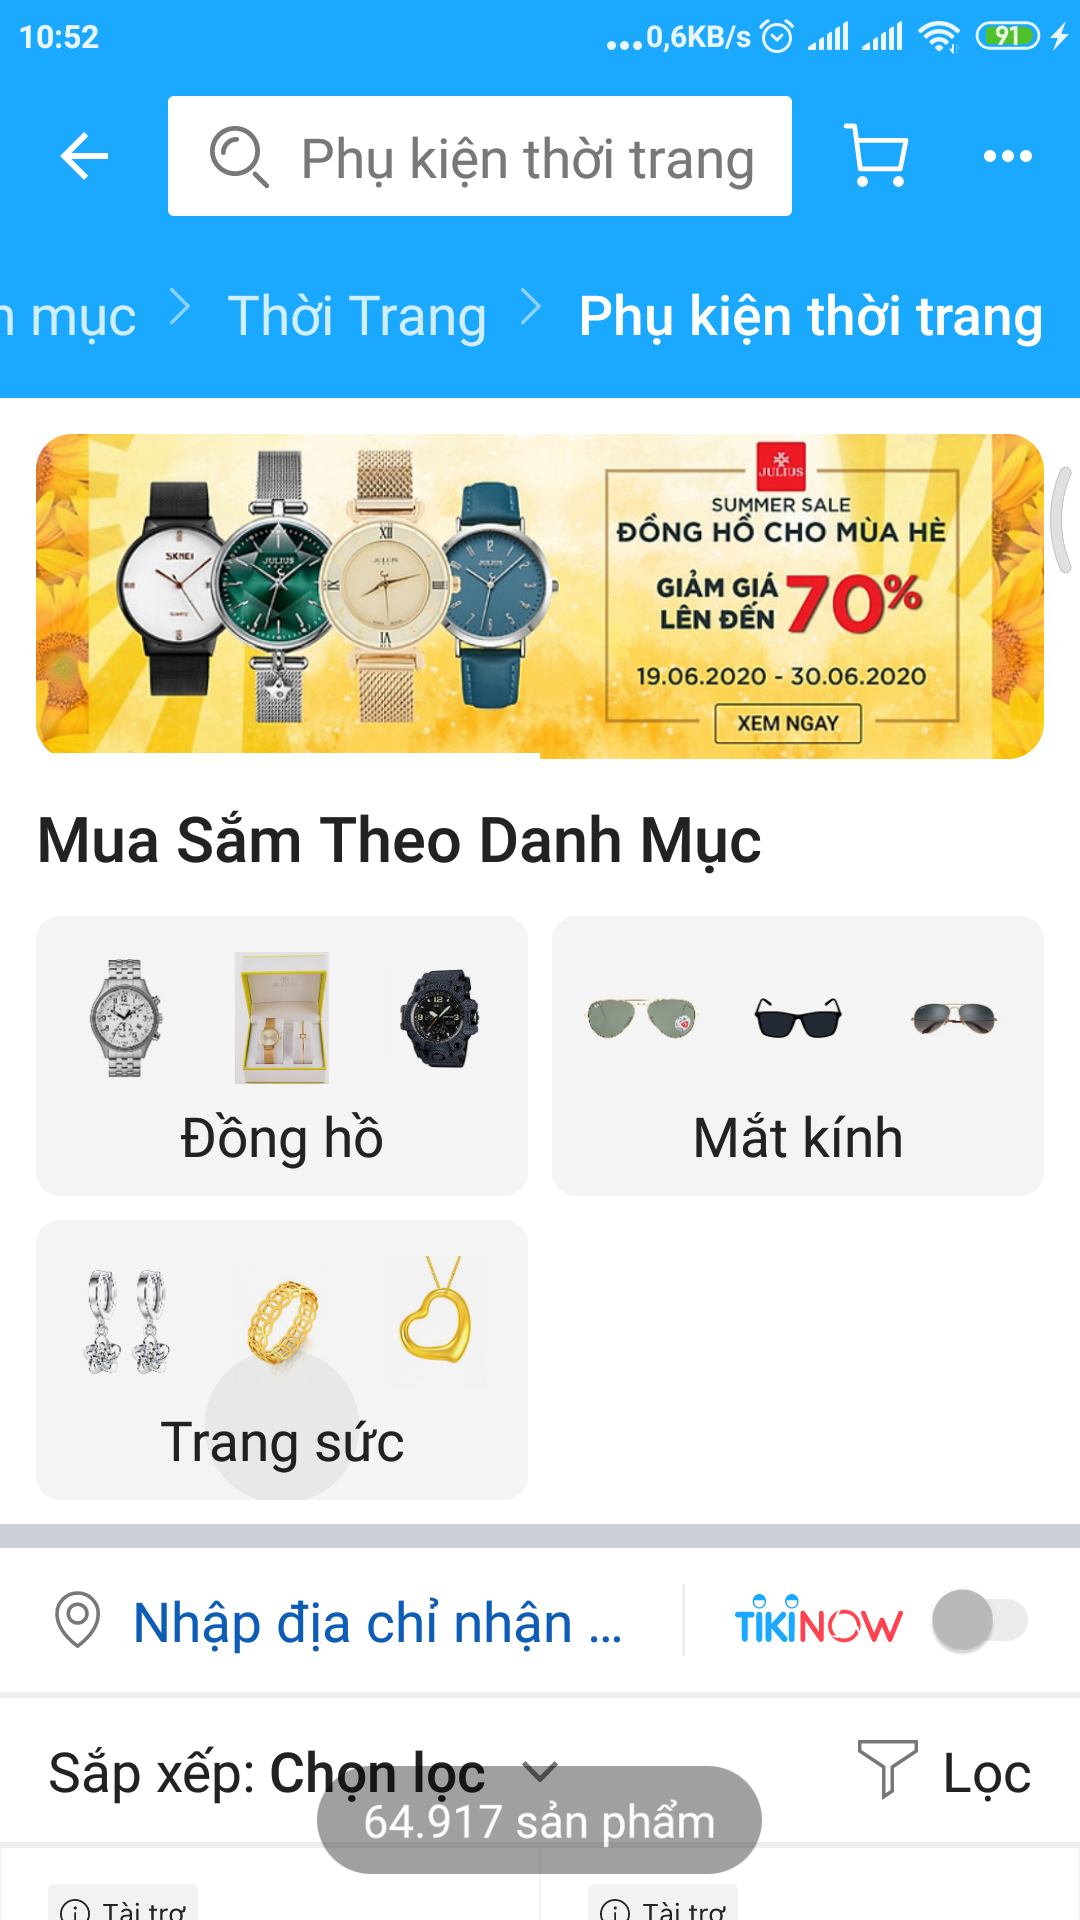 10:52
...0,6KB/s
91
Phụ kiện thời trang
n mục
Thời Trang
Phụ kiện thời trang
JULIUS
SUMMER SALE
ĐỒNG HỒ CHO MÙA HÈ
GIẢM GIÁ
LÊN ĐẾN
70%
19.06.2020 - 30.06.2020
XEM NGAY
SKMEI
JULIUS
Mua Sắm Theo Danh Mục
Đồng hồ
Mắt kính
Trang sức
Nhập địa chỉ nhận ...
TIKINOW
Sắp xếp: Chọn lọc
Lọc
64.917 sản phẩm
Tài trợ
Tài trợ